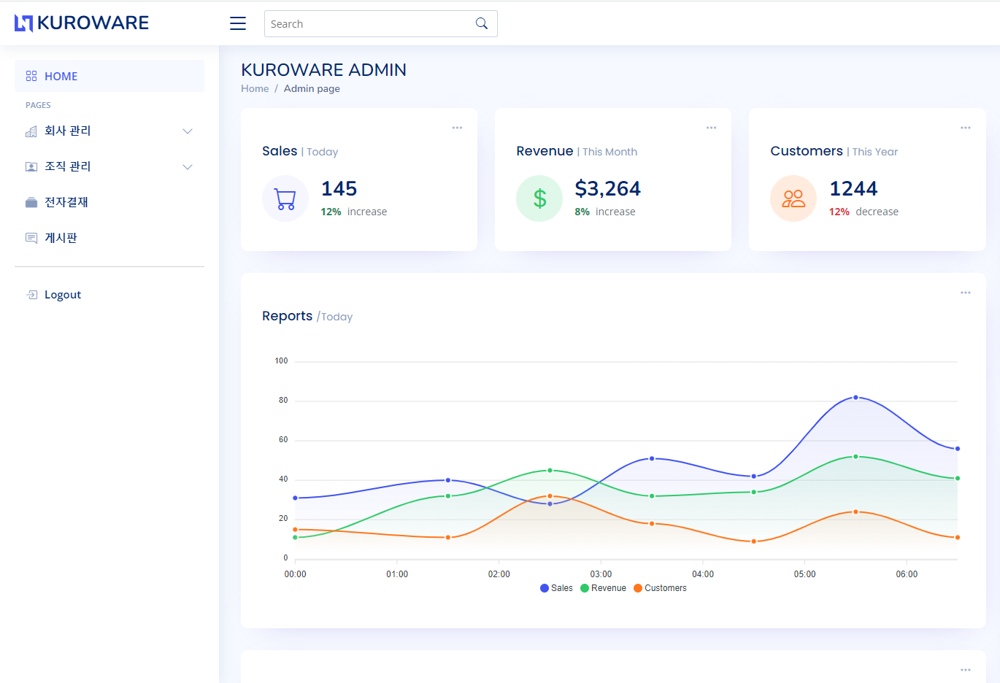 KUROWARE
Search
HOME
PAGES
회사 관리
조직 관리
전자결재
게시판
Logout
KUROWARE ADMIN
Home / Admin page
Sales | Today
145
12% increase
Revenue | This Month
$3,264
8% increase
Customers | This Year
1244
12% decrease
Reports /Today
100
80
60
40
20
0
00:00 01:00 02:00 03:00 04:00 05:00 06:00
Sales Revenue Customers